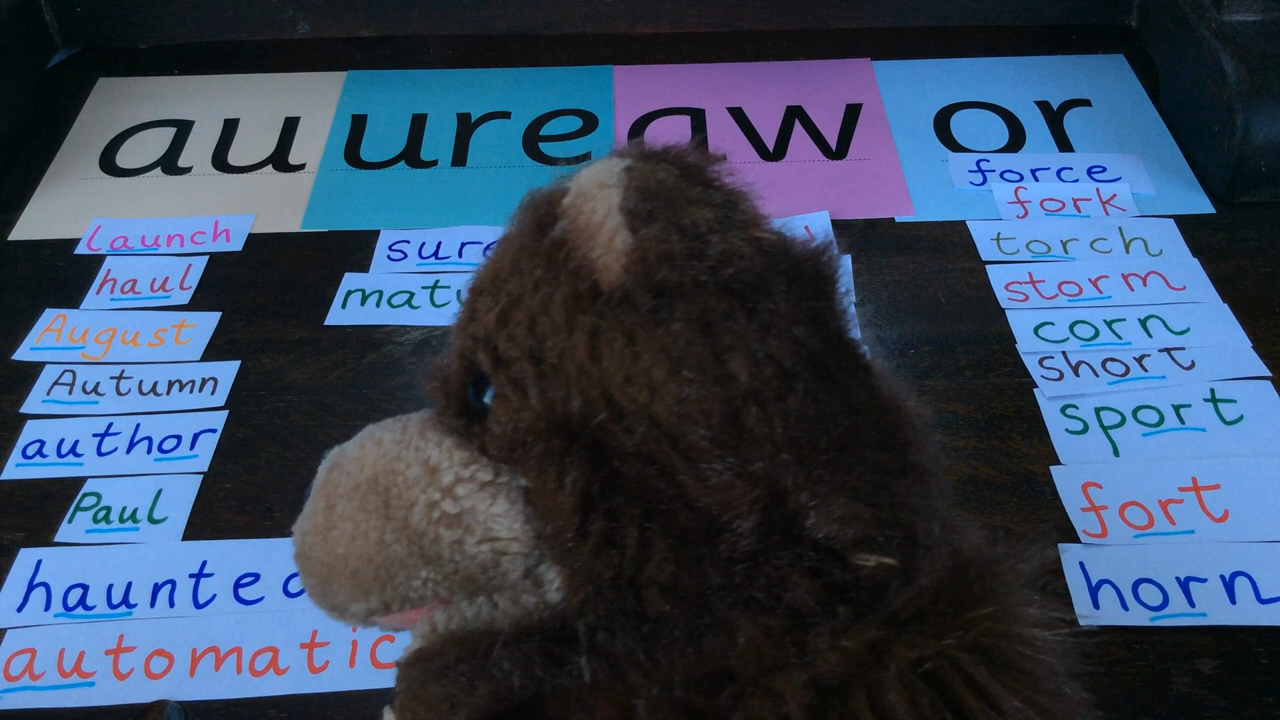 au ure aw or
launch
haul
August
Autumn
author
Paul
haunted
automatic
sure
force
fork
torch
storm
corn
short
sport
fort
horn